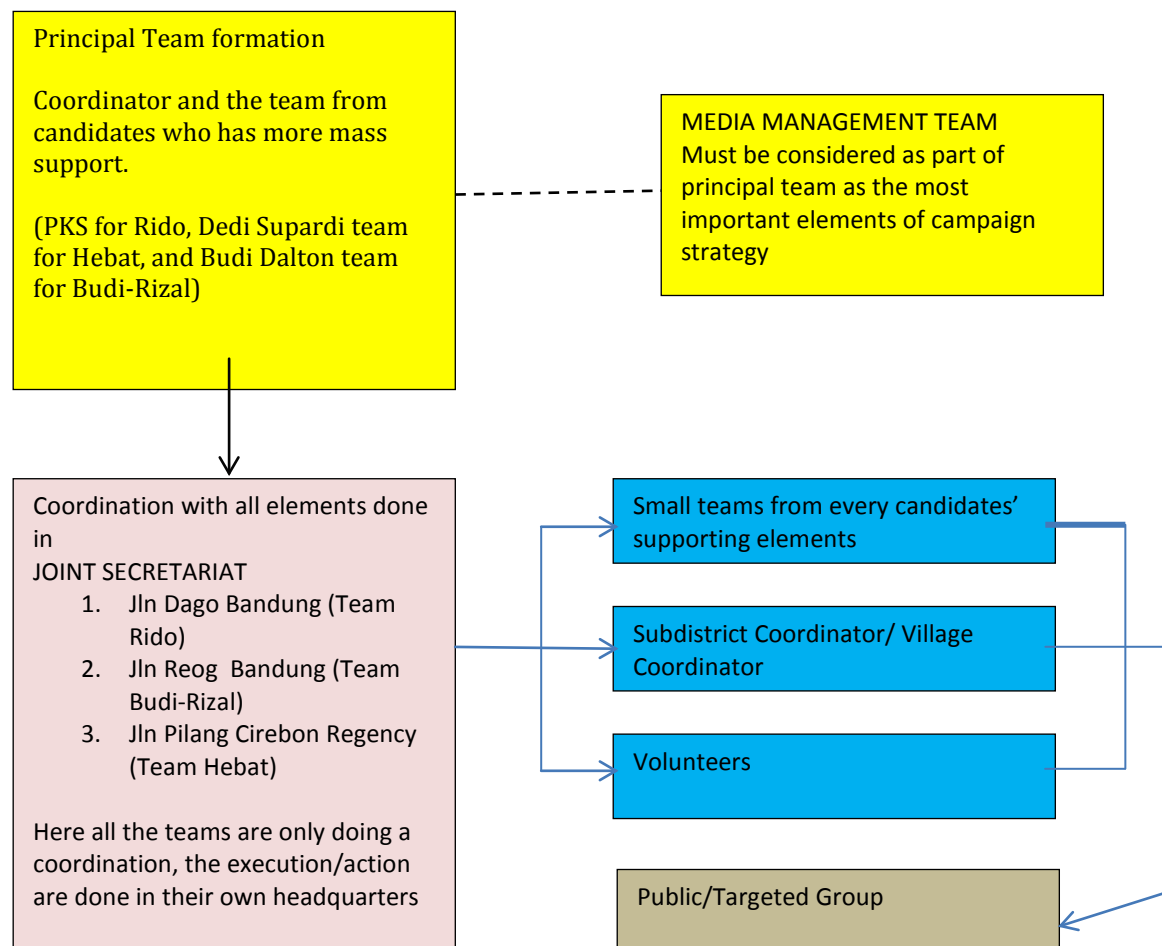 Principal Team formation
Coordinator and the team from
candidates who has more mass
support.
(PKS for Rido, Dedi Supardi team
for Hebat, and Budi Dalton team
for Budi-Rizal)
MEDIA MANAGEMENT TEAM
Must be considered as part of
principal team as the most
important elements of campaign
strategy
Coordination with all elements done
in
JOINT SECRETARIAT
1. Jln Dago Bandung (Team
Rido)
2. Jln Reog Bandung (Team
Budi-Rizal)
3. Jln Pilang Cirebon Regency
(Team Hebat)
Here all the teams are only doing a
coordination, the execution/action
are done in their own headquarters
Small teams from every candidates’
supporting elements
Subdistrict Coordinator/ Village
Coordinator
Volunteers
Public/Targeted Group